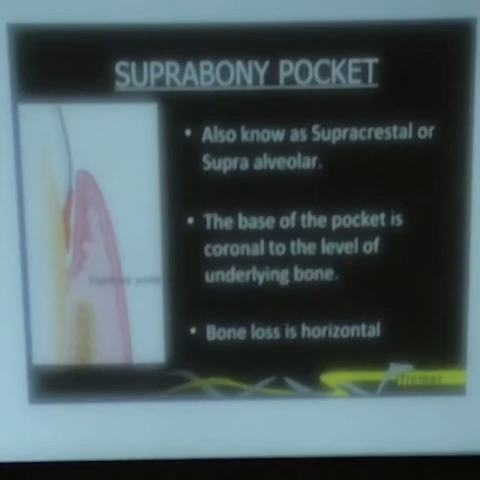 SUPRABONY POCKET
• Also know as Supracrestal or
Supra alveolar.
• The base of the pocket is
coronal to the level of
underlying bone.
• Bone loss is horizontal